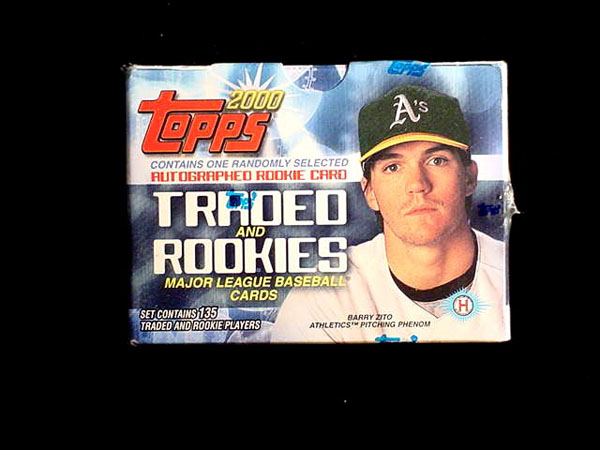 2000
topps
CONTAINS ONE RANDOMLY SELECTED
AUTOGRAPHED ROOKIE CARD
TRADED
AND
ROOKIES
MAJOR LEAGUE BASEBALL
CARDS
SET CONTAINS 135
TRADED AND ROOKIE PLAYERS
A's
BARRY ZITO
ATHLETICS™ PITCHING PHENOM
H
topps